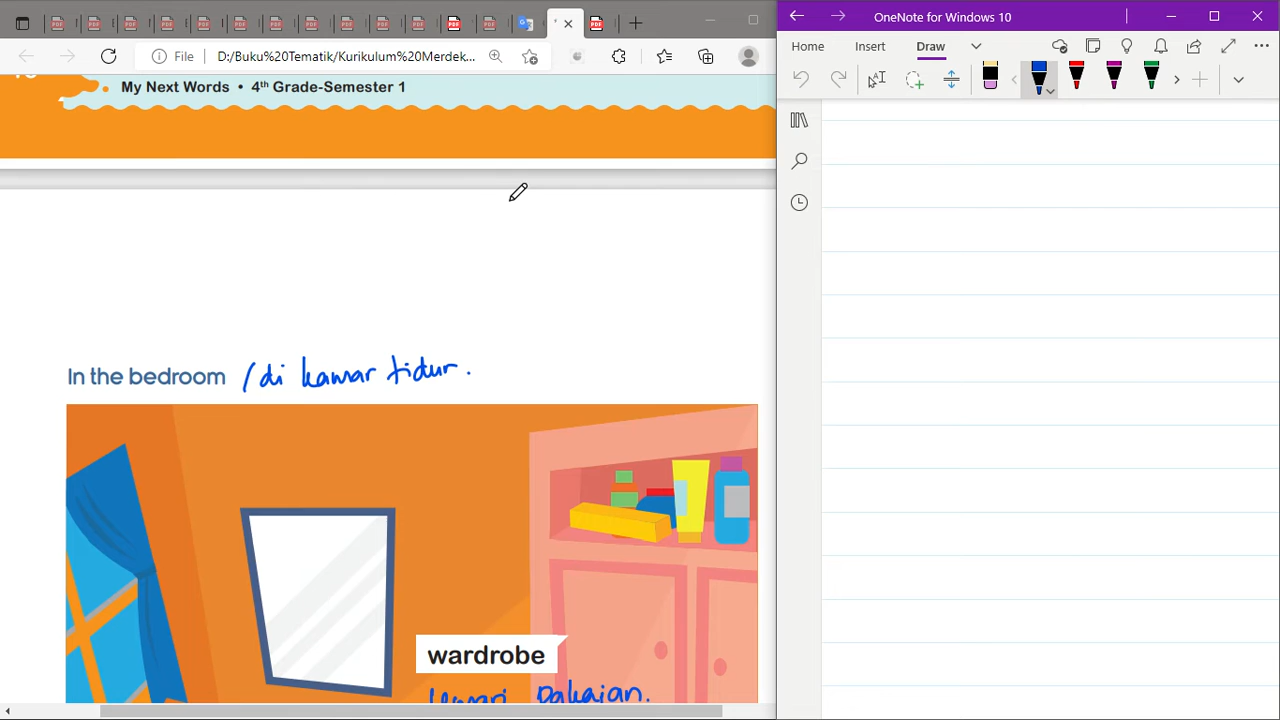 OneNote for Windows 10
File
D:/Buku%20Tematik/Kurikulum%20Merdek...
Home
Insert
Draw
My Next Words • 4th Grade-Semester 1
In the bedroom /di kamar tidur.
wardrobe
lemari pakaian.